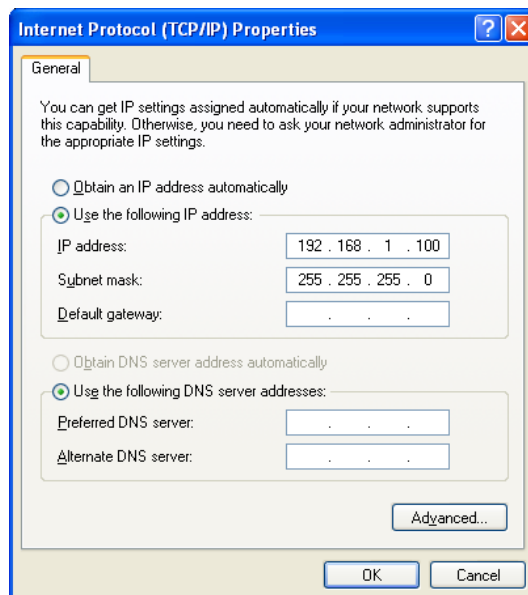 Internet Protocol (TCP/IP) Properties
General
You can get IP settings assigned automatically if your network supports
this capability. Otherwise, you need to ask your network administrator for
the appropriate IP settings.
Obtain an IP address automatically
Use the following IP address:
IP address: 192 . 168 . 1 . 100
Subnet mask: 255 . 255 . 255 . 0
Default gateway: . . .
Obtain DNS server address automatically
Use the following DNS server addresses:
Preferred DNS server: . . .
Alternate DNS server: . . .
Advanced...
OK Cancel